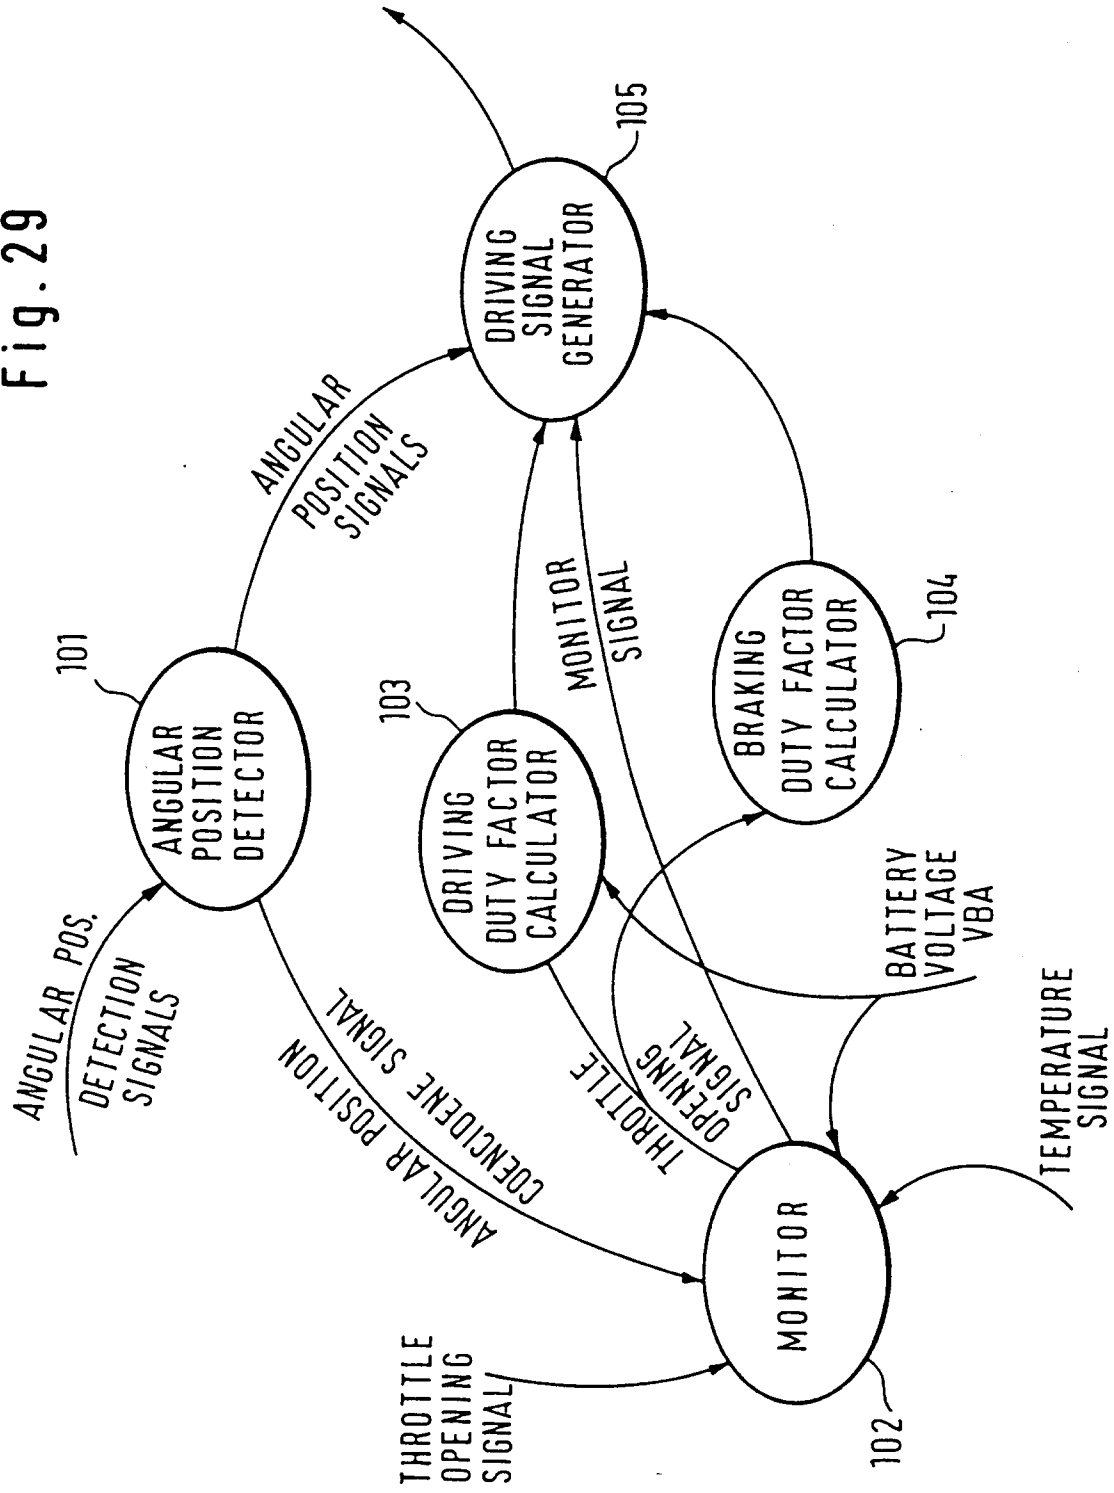 Fig. 29
ANGULAR POS.
DETECTION
SIGNALS
101
ANGULAR
POSITION
DETECTOR
ANGULAR
POSITION
SIGNALS
ANGULAR POSITION
COENCIDENE SIGNAL
103
DRIVING
DUTY FACTOR
CALCULATOR
DRIVING
SIGNAL
GENERATOR
105
MONITOR
SIGNAL
THROTTLE
OPENING
SIGNAL
THROTTLE
OPENING
SIGNAL
MONITOR
102
BRAKING
DUTY FACTOR
CALCULATOR
104
BATTERY
VOLTAGE
VBA
TEMPERATURE
SIGNAL